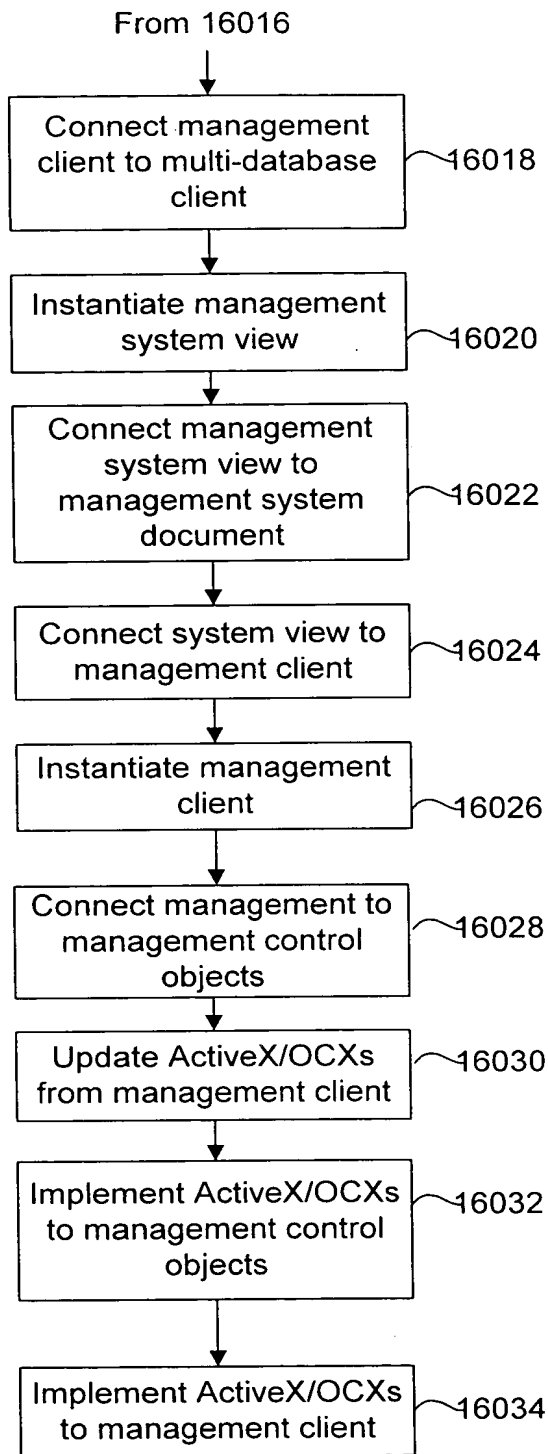 From 16016
Connect management
client to multi-database
client
16018
Instantiate management
system view
16020
Connect management
system view to
management system
document
16022
Connect system view to
management client
16024
Instantiate management
client
16026
Connect management to
management control
objects
16028
Update ActiveX/OCXs
from management client
16030
Implement ActiveX/OCXs
to management control
objects
16032
Implement ActiveX/OCXs
to management client
16034